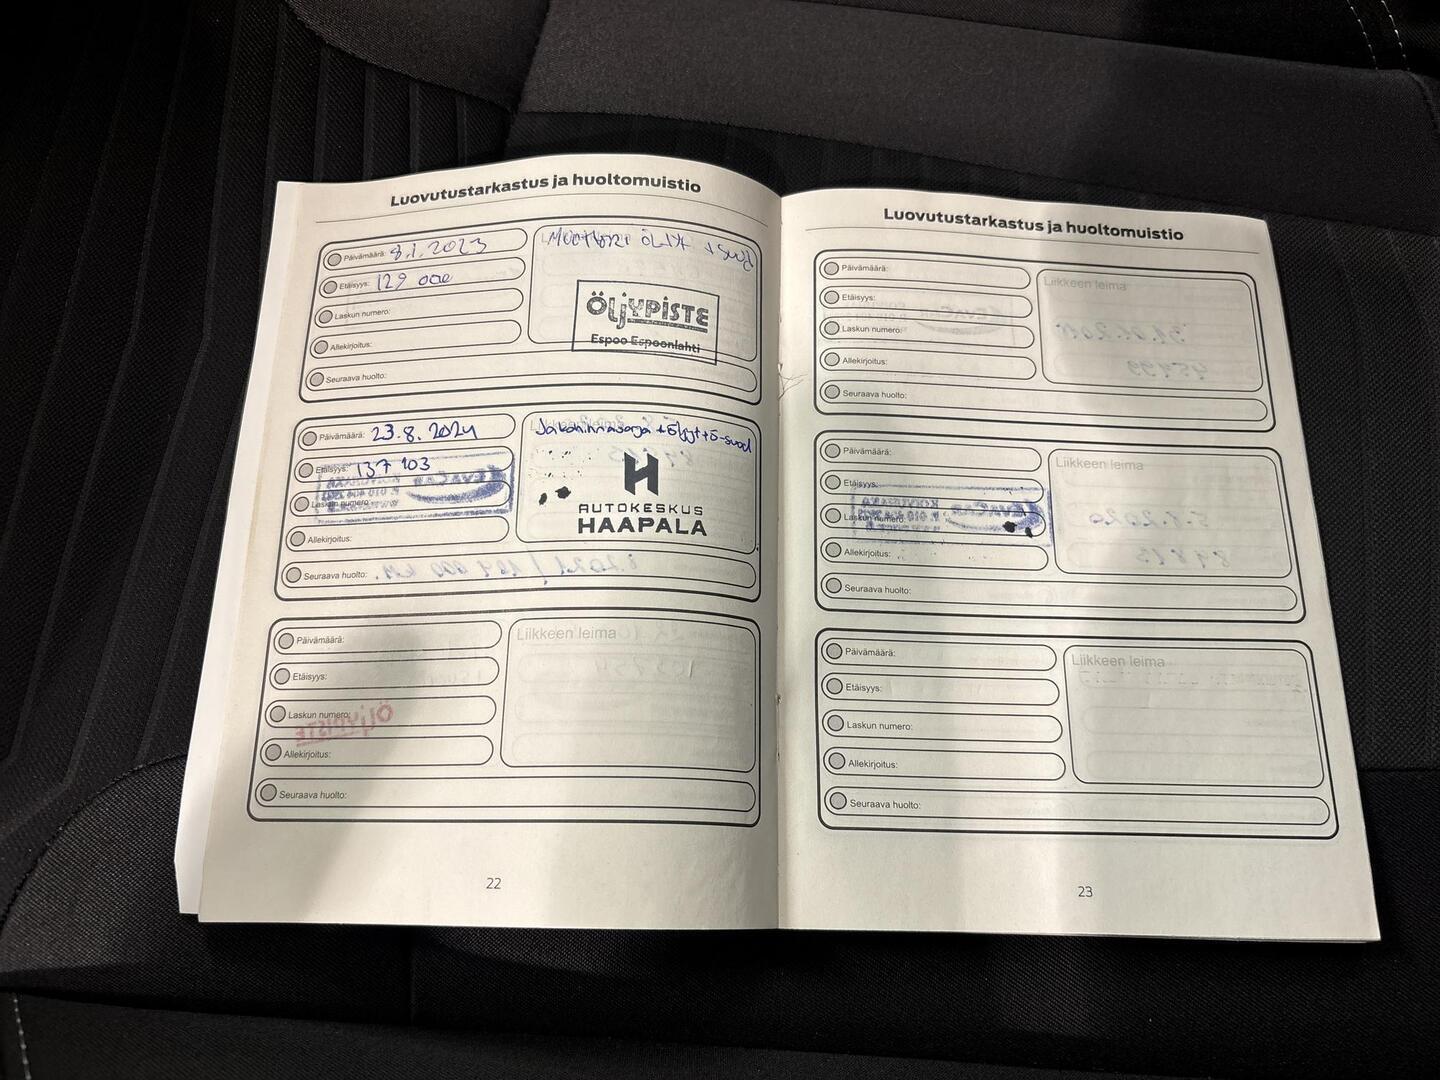 Luovutustarkastus ja huoltomuistio
Päivämäärä: 8.1.2023
Moottori öljyt + suod
Etäisyys: 129 000
Laskun numero:
ÖLJYPISTE
Espoo Espoonlahti
Allekirjoitus:
Seuraava huolto:
Päivämäärä: 23.8.2024
Jakohihnasarja + öljyt + ö-suod
Etäisyys: 137 103
Laskun numero:
H
AUTOKESKUS
HAAPALA
Allekirjoitus:
Seuraava huolto:
Päivämäärä:
Liikkeen leima
Etäisyys:
Laskun numero:
ÖLJYPISTE
Allekirjoitus:
Seuraava huolto:
22
Luovutustarkastus ja huoltomuistio
Päivämäärä:
Liikkeen leima
Etäisyys:
Laskun numero:
Allekirjoitus:
Seuraava huolto:
Päivämäärä:
Liikkeen leima
Etäisyys:
Laskun numero:
Allekirjoitus:
Seuraava huolto:
Päivämäärä:
Liikkeen leima
Etäisyys:
Laskun numero:
Allekirjoitus:
Seuraava huolto:
23